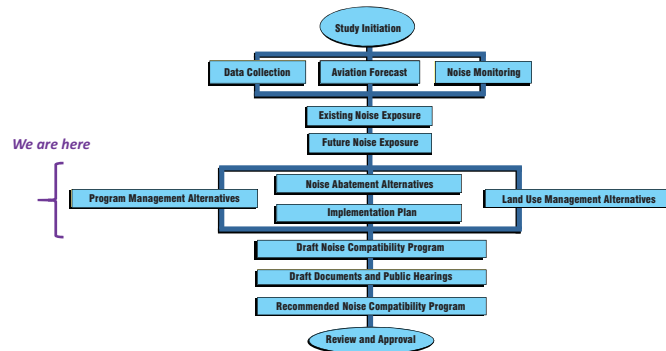 Study Initiation
Data Collection
Aviation Forecast
Noise Monitoring
Existing Noise Exposure
Future Noise Exposure
We are here
Noise Abatement Alternatives
Program Management Alternatives
Land Use Management Alternatives
Implementation Plan
Draft Noise Compatibility Program
Draft Documents and Public Hearings
Recommended Noise Compatibility Program
Review and Approval